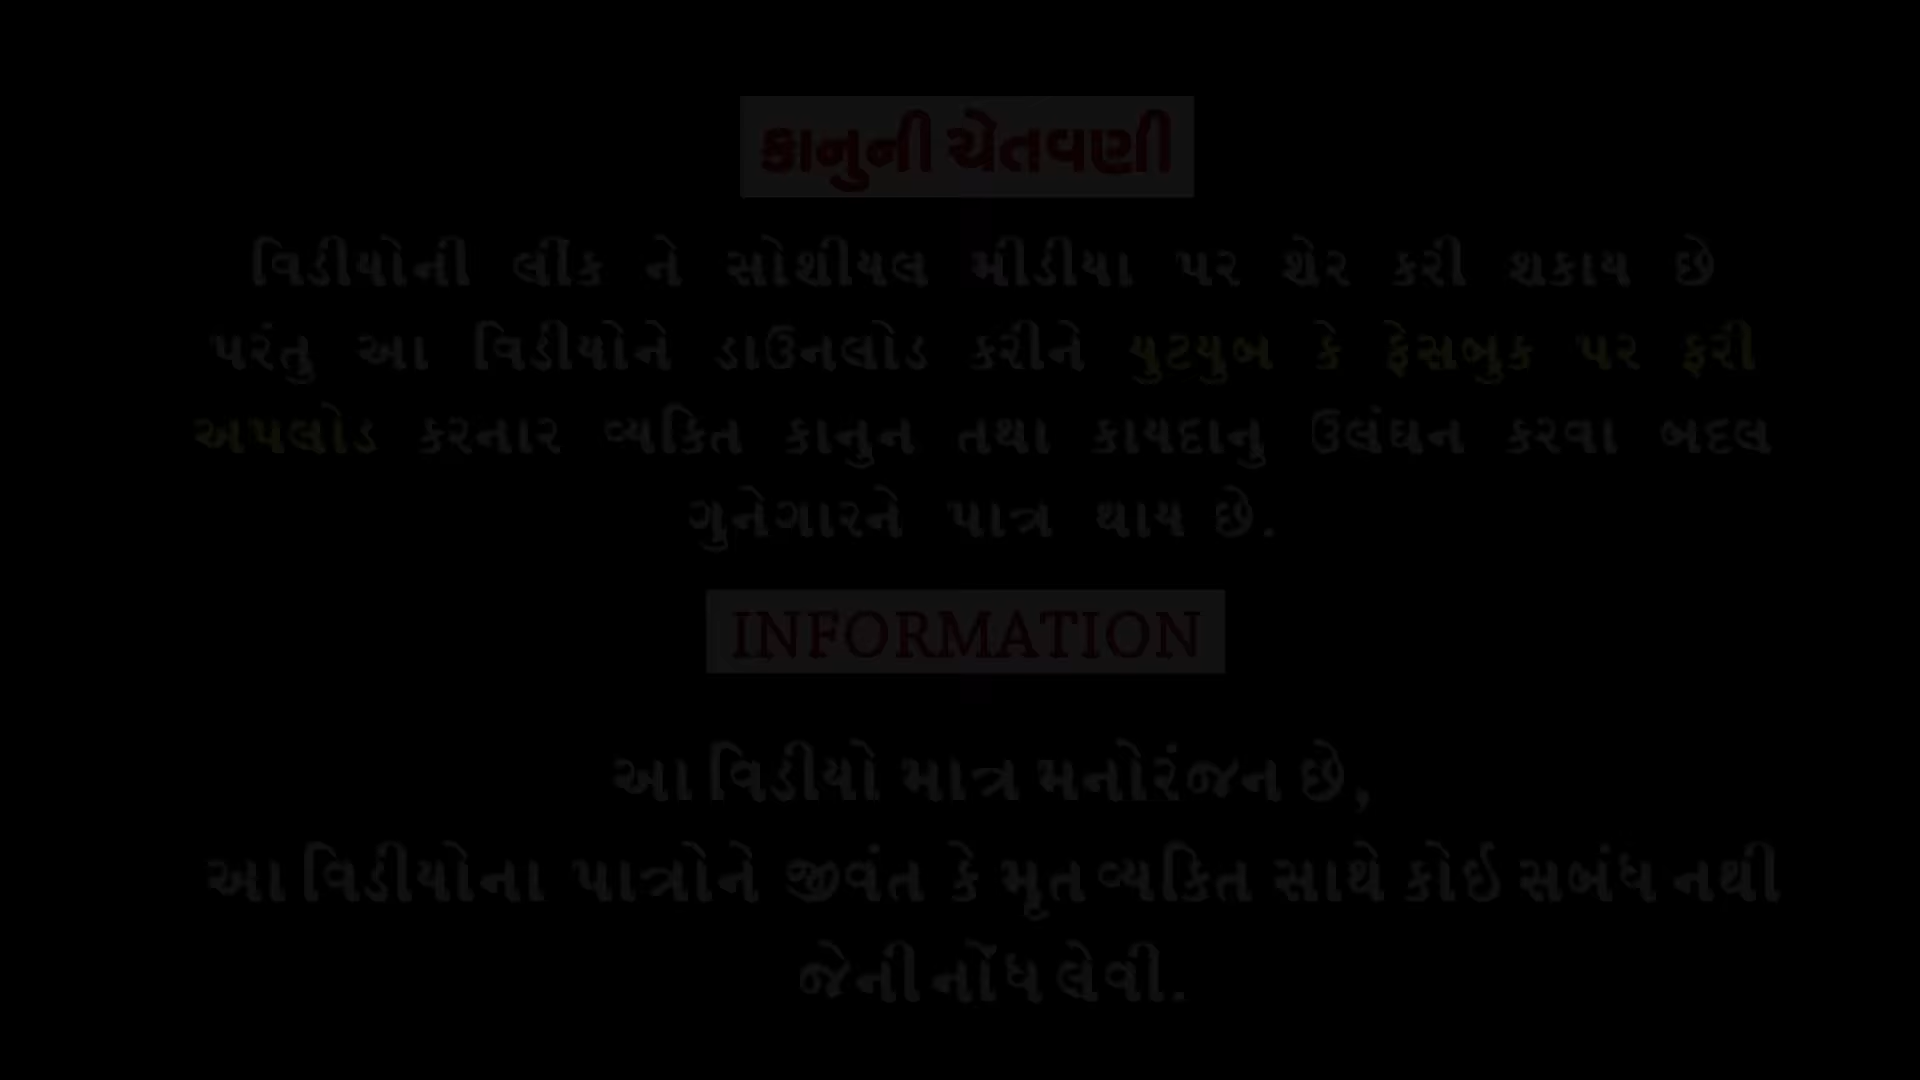 કાનુની ચેતવણી
વિડીયોની લીંક ને સોશીયલ મીડીયા પર શેર કરી શકાય છે
પરંતુ આ વિડીયોને ડાઉનલોડ કરીને યુટયુબ કે ફેસબુક પર ફરી
અપલોડ કરનાર વ્યકિત કાનુન તથા કાયદાનુ ઉલંઘન કરવા બદલ
ગુનેગારને પાત્ર થાય છે.
INFORMATION
આ વિડીયો માત્ર મનોરંજન છે,
આ વિડીયોના પાત્રોને જીવંત કે મૃત વ્યકિત સાથે કોઈ સબંધ નથી
જેની નોંધ લેવી.